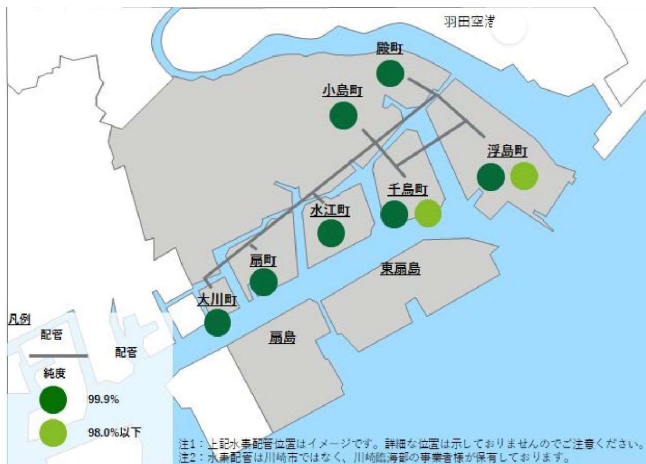 羽田空港
殿町
小島町
浮島町
千鳥町
水江町
扇町
東扇島
大川町
扇島
凡例
配管
配管
純度
99.9%
98.0%以下
注1：上記水素配管位置はイメージです。詳細な位置は示しておりませんのでご注意ください。
注2：水素配管は川崎市ではなく、川崎臨海部の事業者様が保有しております。